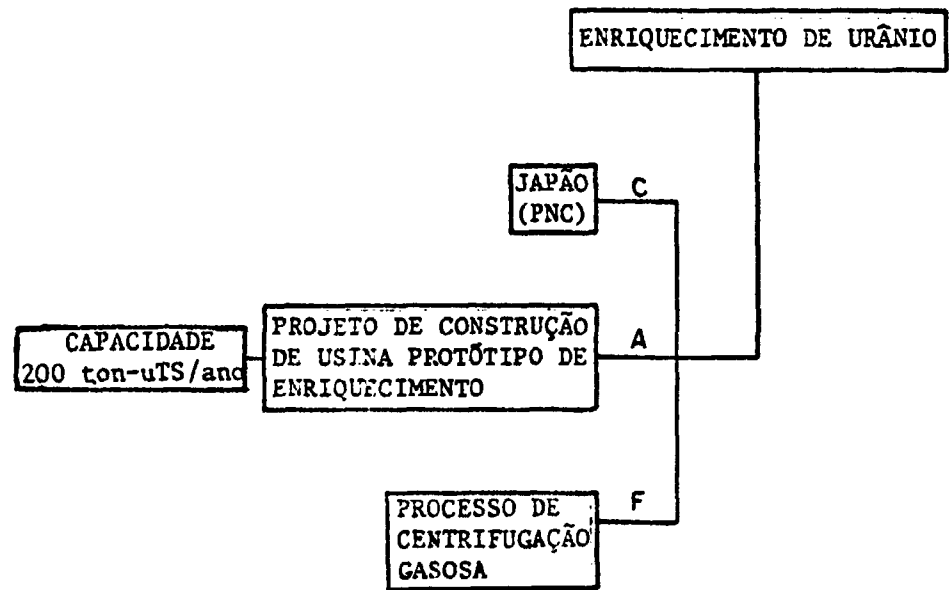 ENRIQUECIMENTO DE URÂNIO
JAPÃO
(PNC)
C
CAPACIDADE
200 ton-uTS/ano
PROJETO DE CONSTRUÇÃO
DE USINA PROTÕTIPO DE
ENRIQUECIMENTO
A
PROCESSO DE
CENTRIFUGAÇÃO
GASOSA
F